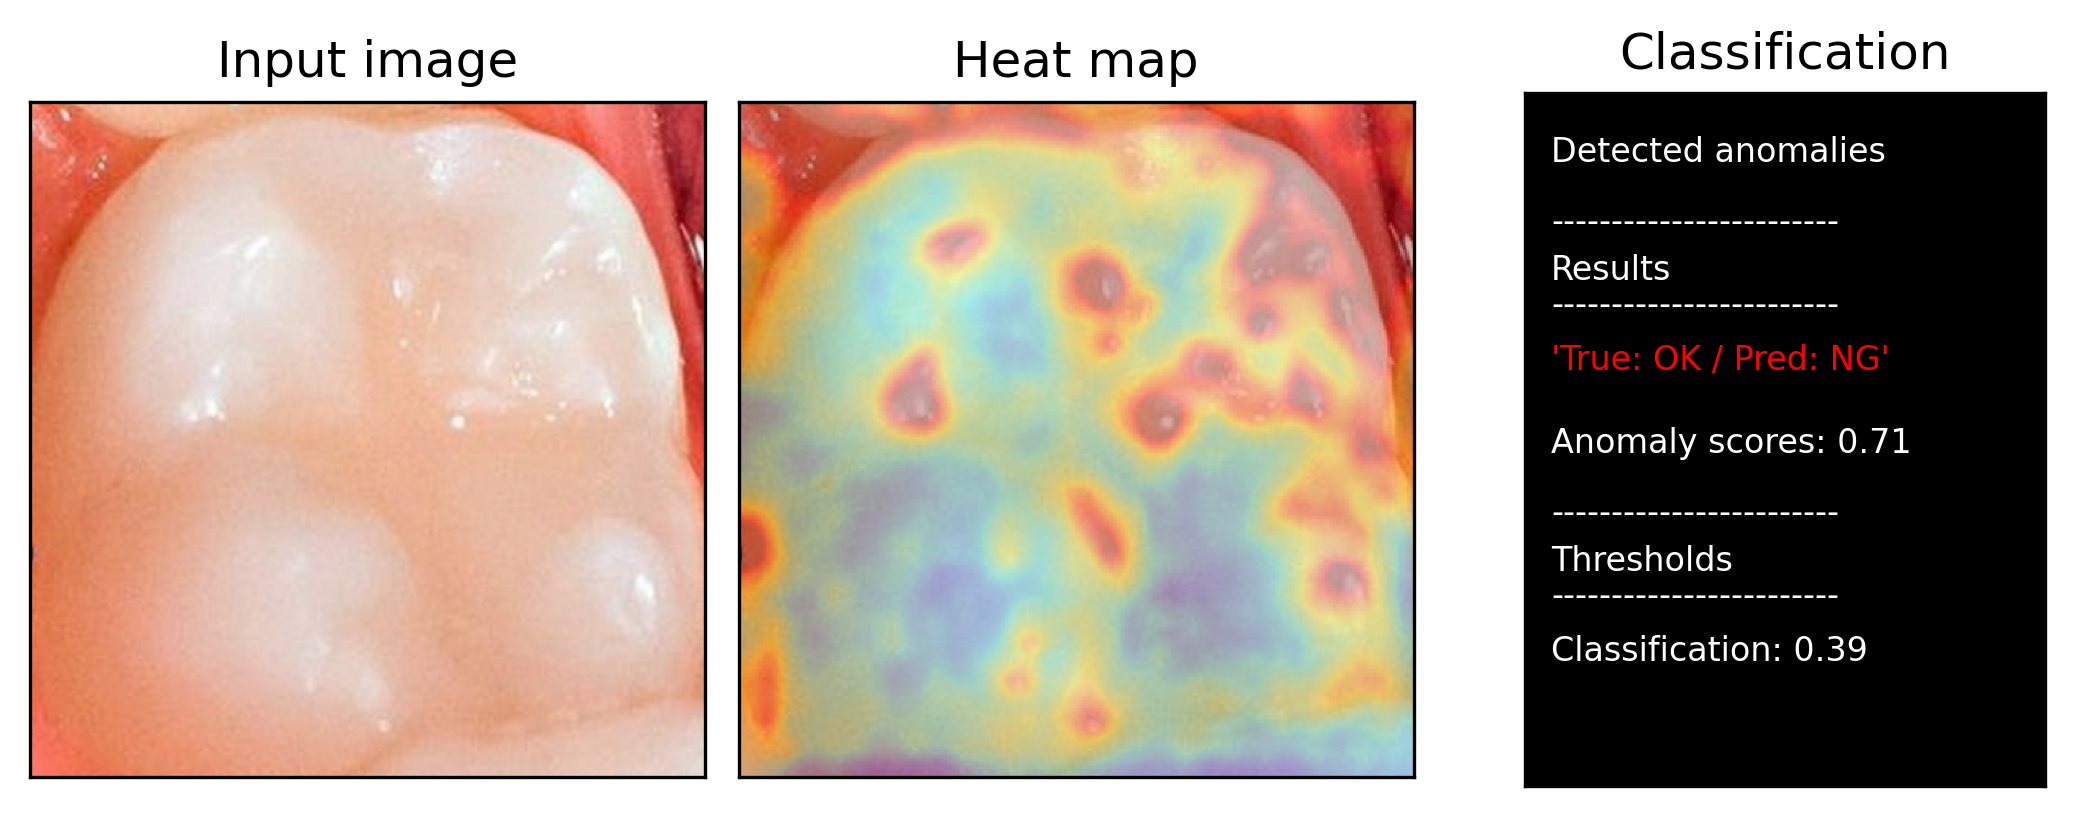 Input image
Heat map
Classification
Detected anomalies
------------------------
Results
------------------------
'True: OK / Pred: NG'
Anomaly scores: 0.71
------------------------
Thresholds
------------------------
Classification: 0.39